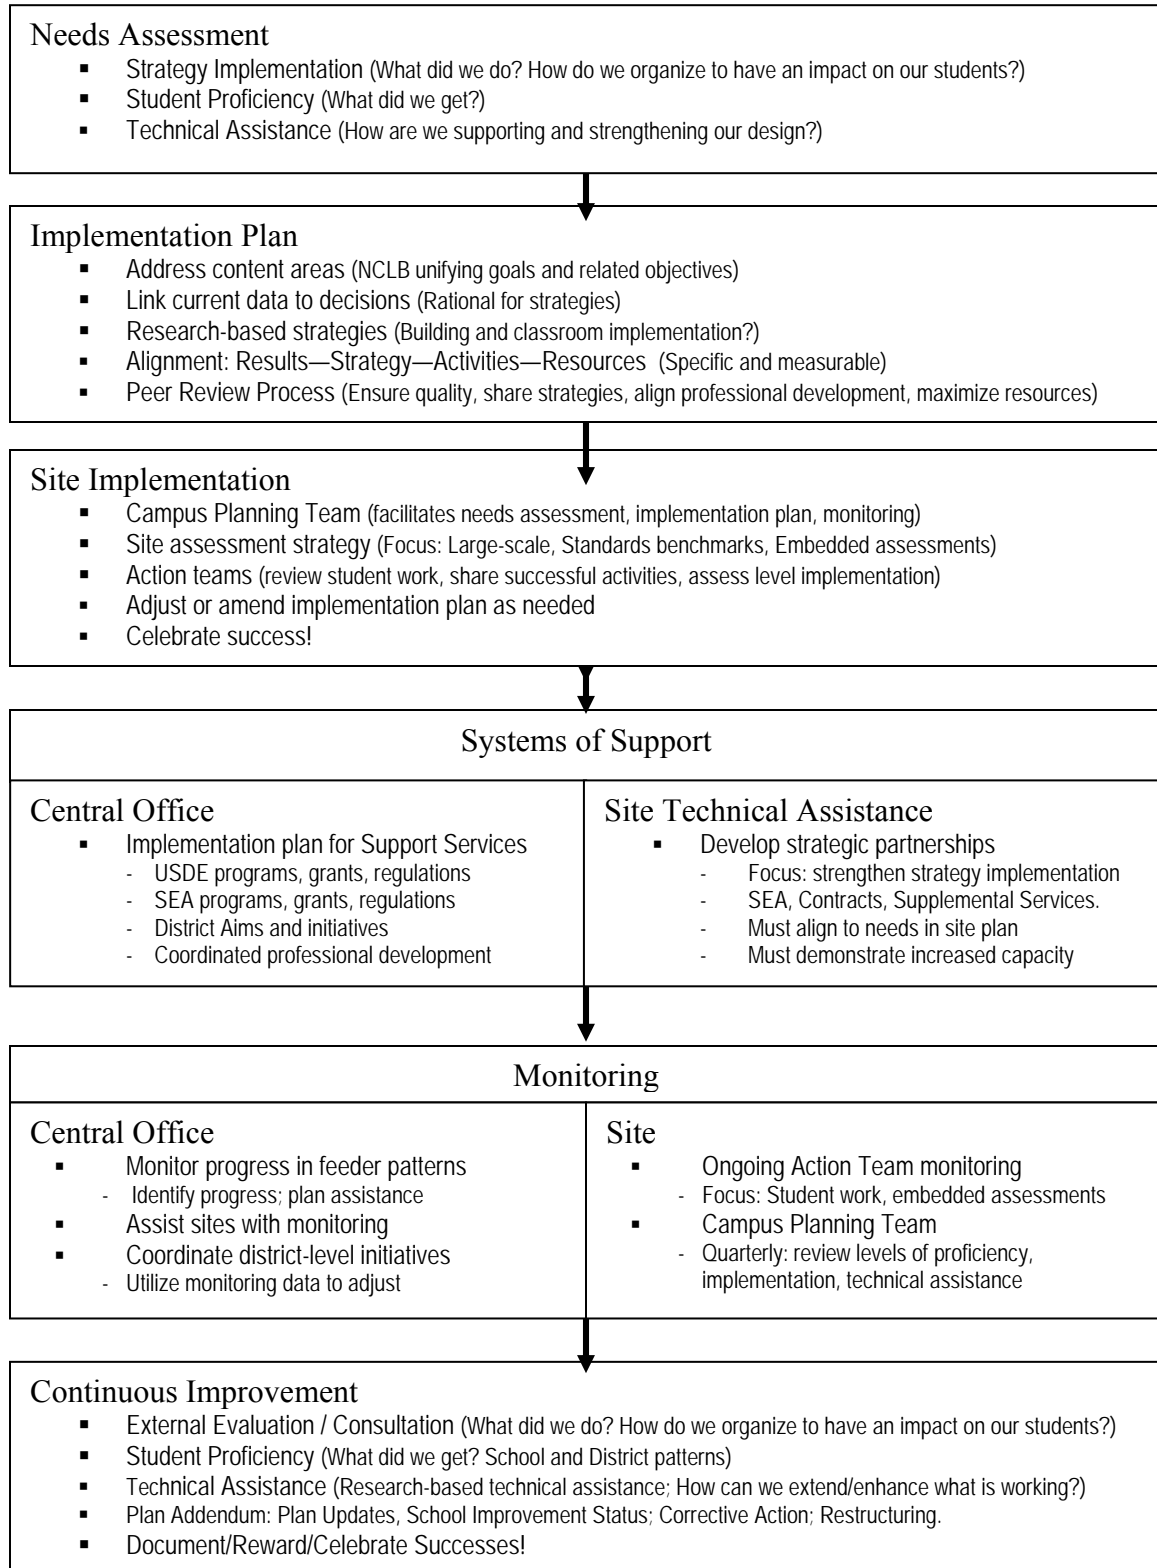 Needs Assessment
▪ Strategy Implementation (What did we do? How do we organize to have an impact on our students?)
▪ Student Proficiency (What did we get?)
▪ Technical Assistance (How are we supporting and strengthening our design?)
Implementation Plan
▪ Address content areas (NCLB unifying goals and related objectives)
▪ Link current data to decisions (Rational for strategies)
▪ Research-based strategies (Building and classroom implementation?)
▪ Alignment: Results—Strategy—Activities—Resources (Specific and measurable)
▪ Peer Review Process (Ensure quality, share strategies, align professional development, maximize resources)
Site Implementation
▪ Campus Planning Team (facilitates needs assessment, implementation plan, monitoring)
▪ Site assessment strategy (Focus: Large-scale, Standards benchmarks, Embedded assessments)
▪ Action teams (review student work, share successful activities, assess level implementation)
▪ Adjust or amend implementation plan as needed
▪ Celebrate success!
Systems of Support
Central Office
▪ Implementation plan for Support Services
- USDE programs, grants, regulations
- SEA programs, grants, regulations
- District Aims and initiatives
- Coordinated professional development
Site Technical Assistance
▪ Develop strategic partnerships
- Focus: strengthen strategy implementation
- SEA, Contracts, Supplemental Services.
- Must align to needs in site plan
- Must demonstrate increased capacity
Monitoring
Central Office
▪ Monitor progress in feeder patterns
- Identify progress; plan assistance
▪ Assist sites with monitoring
▪ Coordinate district-level initiatives
- Utilize monitoring data to adjust
Site
▪ Ongoing Action Team monitoring
- Focus: Student work, embedded assessments
▪ Campus Planning Team
- Quarterly: review levels of proficiency,
implementation, technical assistance
Continuous Improvement
▪ External Evaluation / Consultation (What did we do? How do we organize to have an impact on our students?)
▪ Student Proficiency (What did we get? School and District patterns)
▪ Technical Assistance (Research-based technical assistance; How can we extend/enhance what is working?)
▪ Plan Addendum: Plan Updates, School Improvement Status; Corrective Action; Restructuring.
▪ Document/Reward/Celebrate Successes!